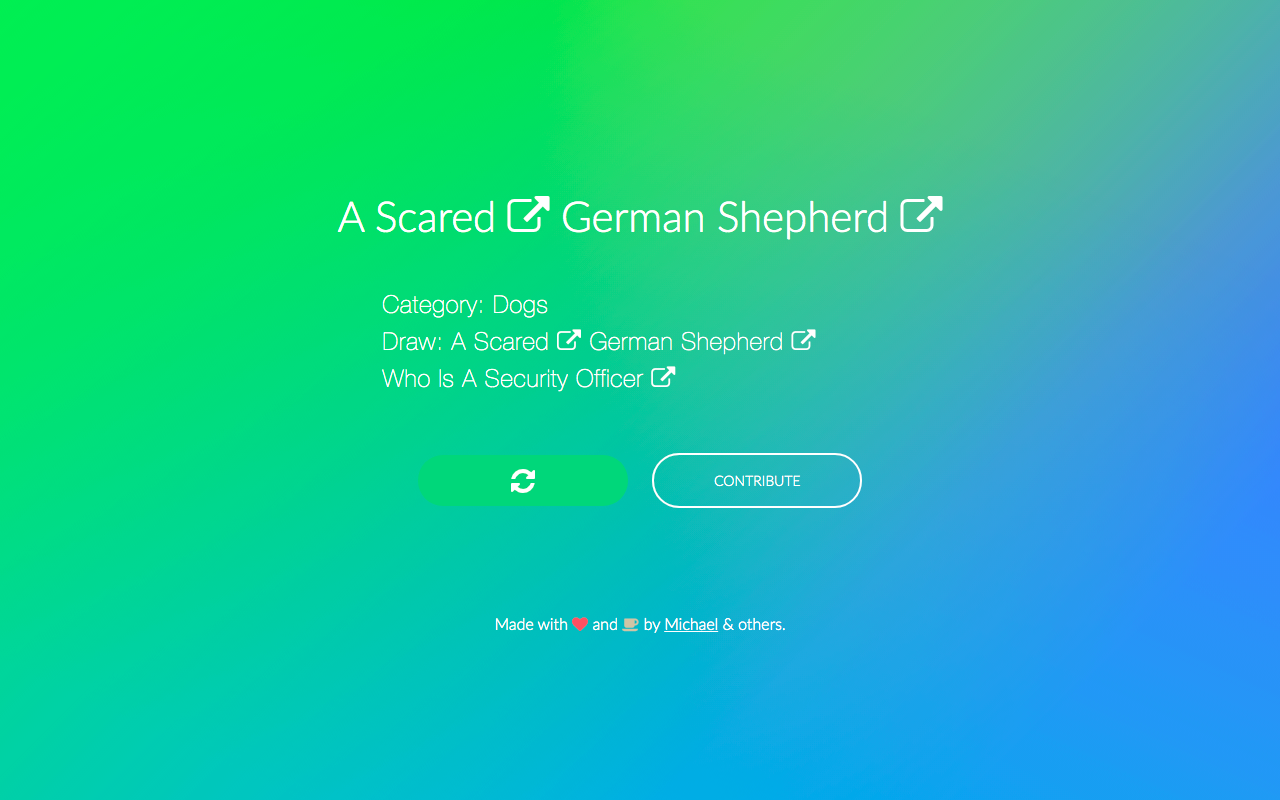 A Scared German Shepherd
Category: Dogs
Draw: A Scared German Shepherd
Who Is A Security Officer
CONTRIBUTE
Made with and by Michael & others.